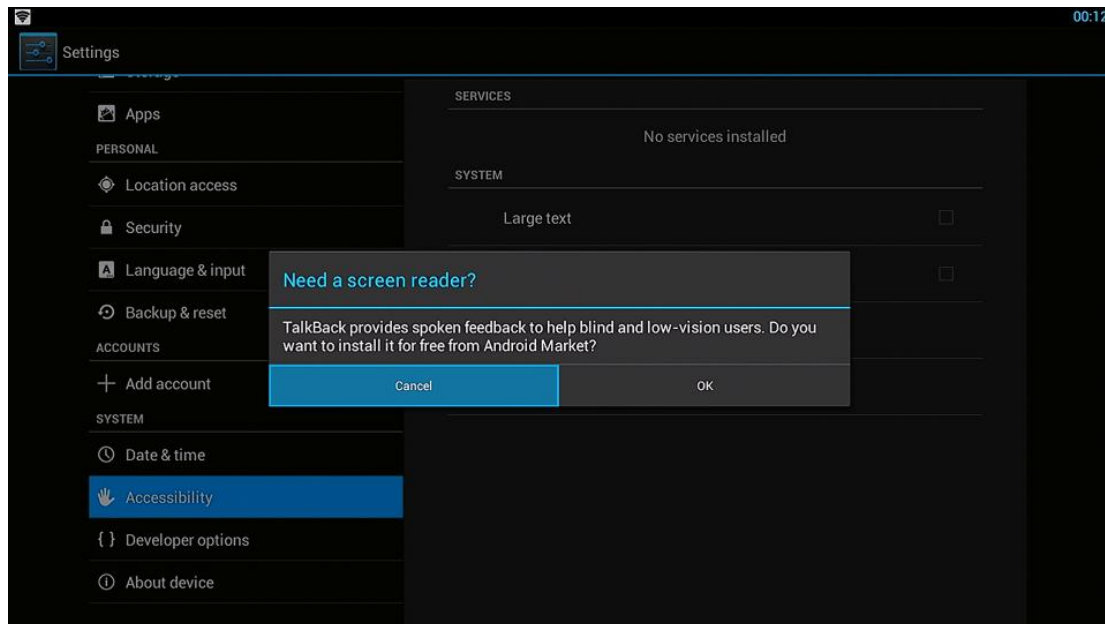 00:12
Settings
Storage
Apps
PERSONAL
Location access
Security
Language & input
Backup & reset
ACCOUNTS
Add account
SYSTEM
Date & time
Accessibility
Developer options
About device
SERVICES
No services installed
SYSTEM
Large text
Need a screen reader?
TalkBack provides spoken feedback to help blind and low-vision users. Do you
want to install it for free from Android Market?
Cancel
OK